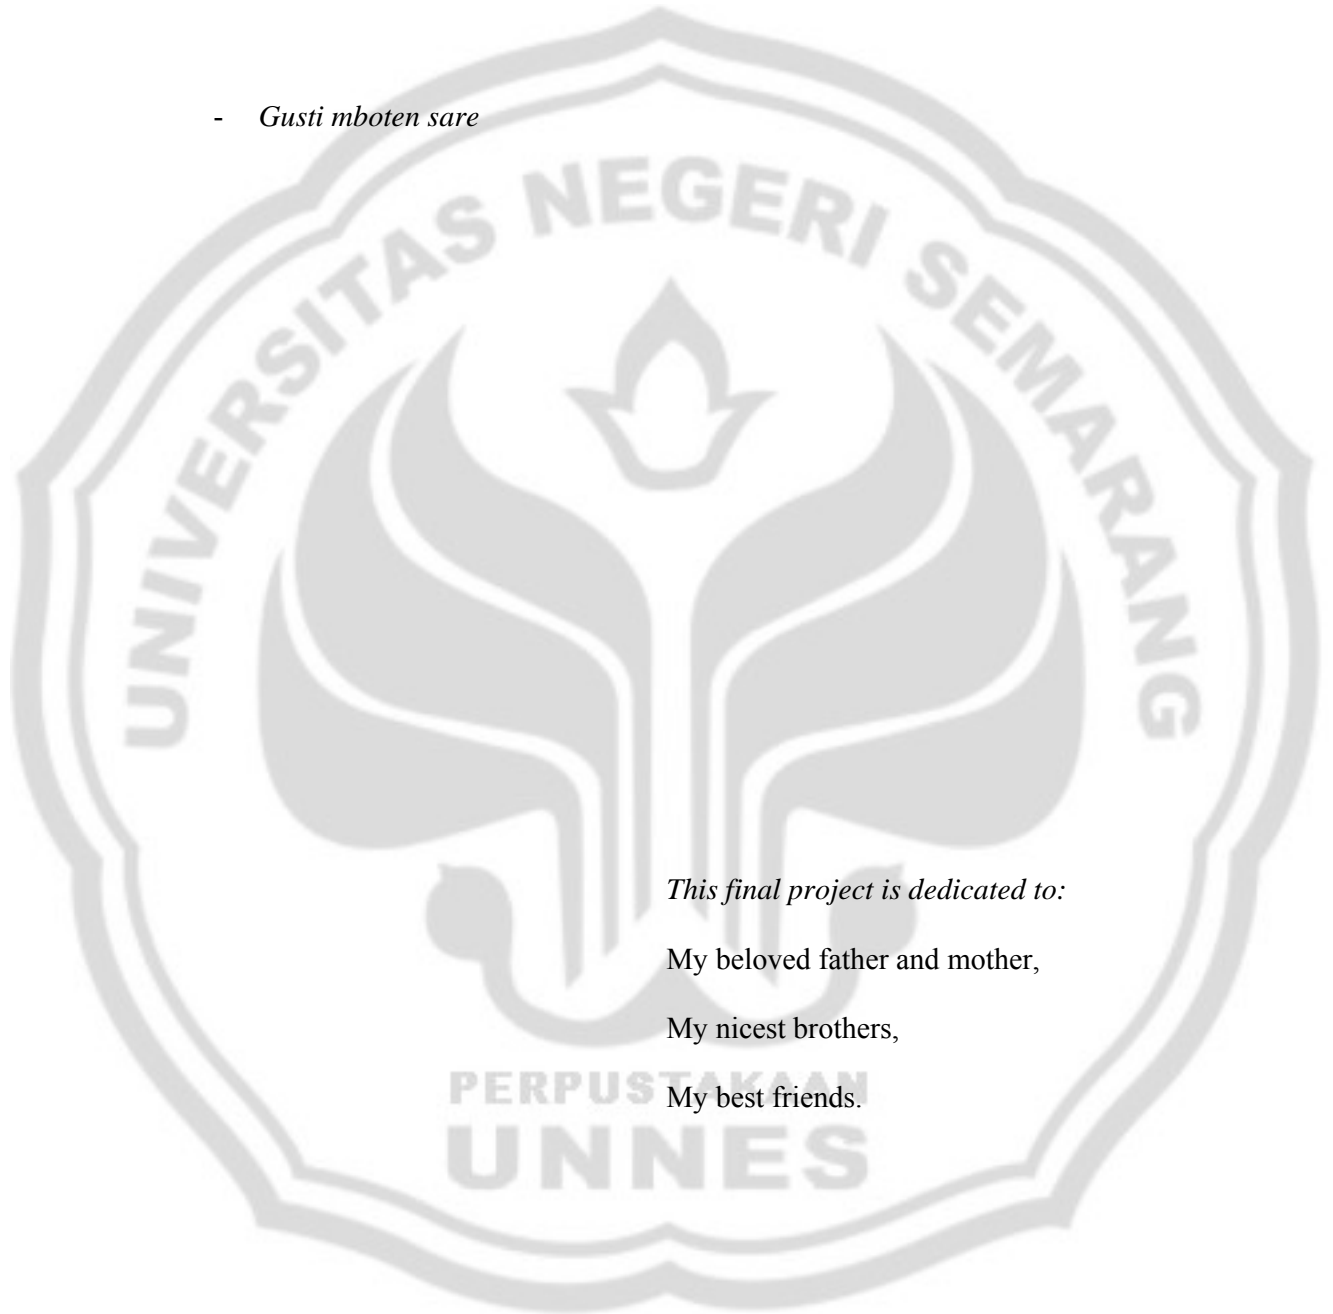 - Gusti mboten sare
UNIVERSITAS NEGERI SEMARANG
This final project is dedicated to:
My beloved father and mother,
My nicest brothers,
My best friends.
PERPUSTAKAAN
UNNES